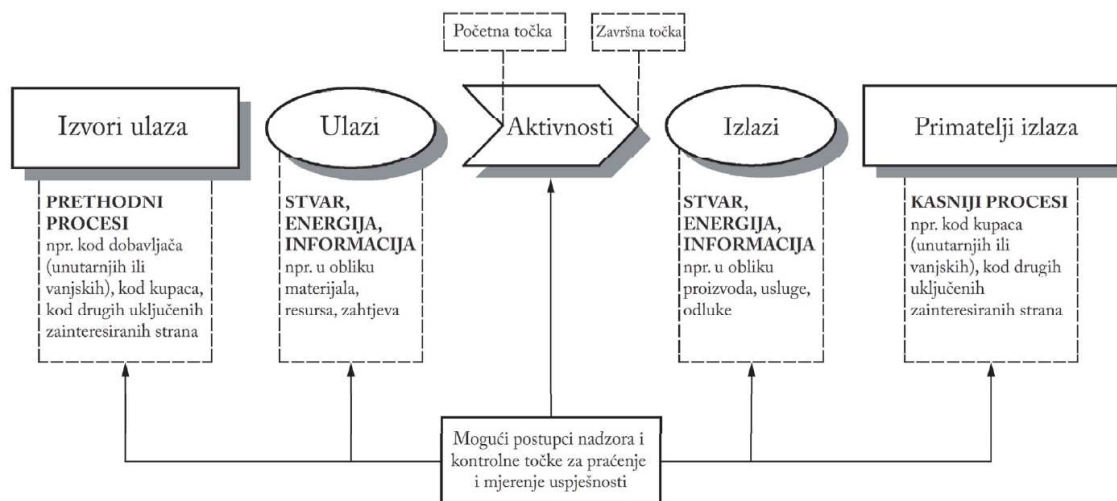 Početna točka
Završna točka
Izvori ulaza
Ulazi
Aktivnosti
Izlazi
Primatelji izlaza
PRETHODNI
PROCESI
npr. kod dobavljača
(unutarnjih ili
vanjskih), kod kupaca,
kod drugih uključenih
zainteresiranih strana
STVAR,
ENERGIJA,
INFORMACIJA
npr. u obliku
materijala,
resursa, zahtjeva
STVAR,
ENERGIJA,
INFORMACIJA
npr. u obliku
proizvoda, usluge,
odluke
KASNIJI PROCESI
npr. kod kupaca
(unutarnjih ili
vanjskih), kod drugih
uključenih
zainteresiranih strana
Mogući postupci nadzora i
kontrolne točke za praćenje
i mjerenje uspješnosti